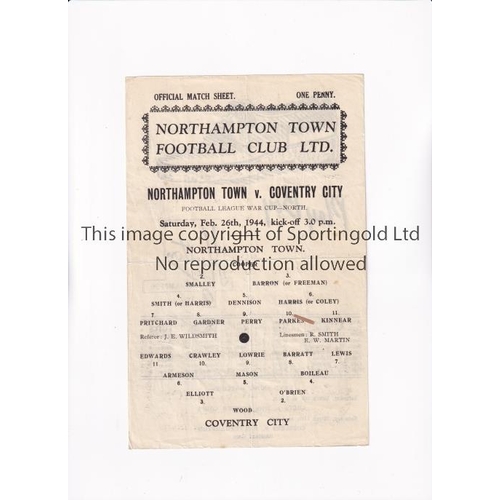 OFFICIAL MATCH SHEET. ONE PENNY.
NORTHAMPTON TOWN
FOOTBALL CLUB LTD.
NORTHAMPTON TOWN v. COVENTRY CITY
FOOTBALL LEAGUE WAR CUP—NORTH.
Saturday, Feb. 26th, 1944, kick-off 3.0 p.m.
This image copyright of Sportingold Ltd
NORTHAMPTON TOWN.
No reproduction allowed
2. 3.
SMALLEY BARRON (or FREEMAN)
4. 5. 6.
SMITH (or HARRIS) DENNISON HARRIS (or COLEY)
7. 8. 9. 10. 11.
PRITCHARD GARDNER PERRY PARKER KINNEAR
Referee: J. E. WILDSMITH Linesmen: R. SMITH
E. W. MARTIN
EDWARDS CRAWLEY LOWRIE BARRATT LEWIS
11. 10. 9. 8. 7.
ARMESON MASON BOILEAU
6. 5. 4.
ELLIOTT O'BRIEN
3. 2.
WOOD
COVENTRY CITY